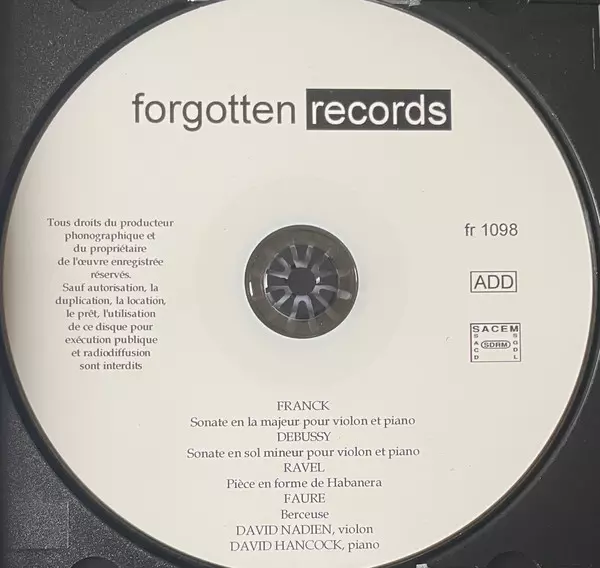 forgotten records
Tous droits du producteur
phonographique et
du propriétaire
de l'œuvre enregistrée
réservés.
Sauf autorisation, la
duplication, la location,
le prêt, l'utilisation
de ce disque pour
exécution publique
et radiodiffusion
sont interdits
fr 1098
ADD
SACEM
SACD
SDRM
SGDL
FRANCK
Sonate en la majeur pour violon et piano
DEBUSSY
Sonate en sol mineur pour violon et piano
RAVEL
Pièce en forme de Habanera
FAURE
Berceuse
DAVID NADIEN, violon
DAVID HANCOCK, piano